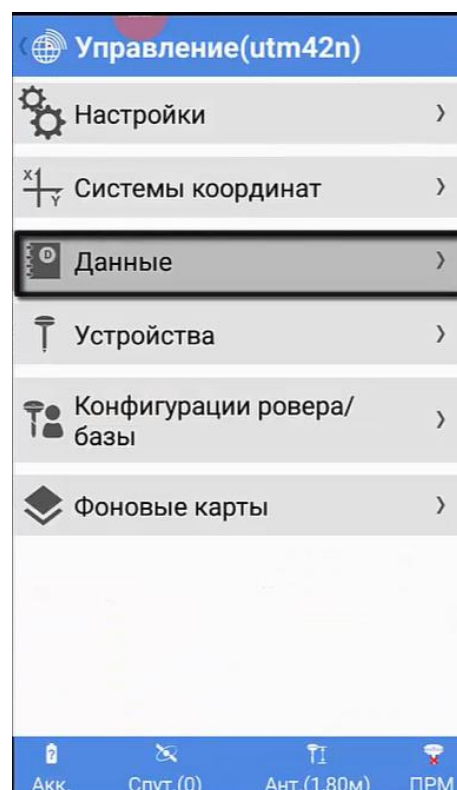 Управление(utm42n)
Настройки
X
Y
Системы координат
D
Данные
Устройства
Конфигурации ровера/
базы
Фоновые карты
?
Акк.
Спут.(0)
Ант.(1.80м)
ПРМ